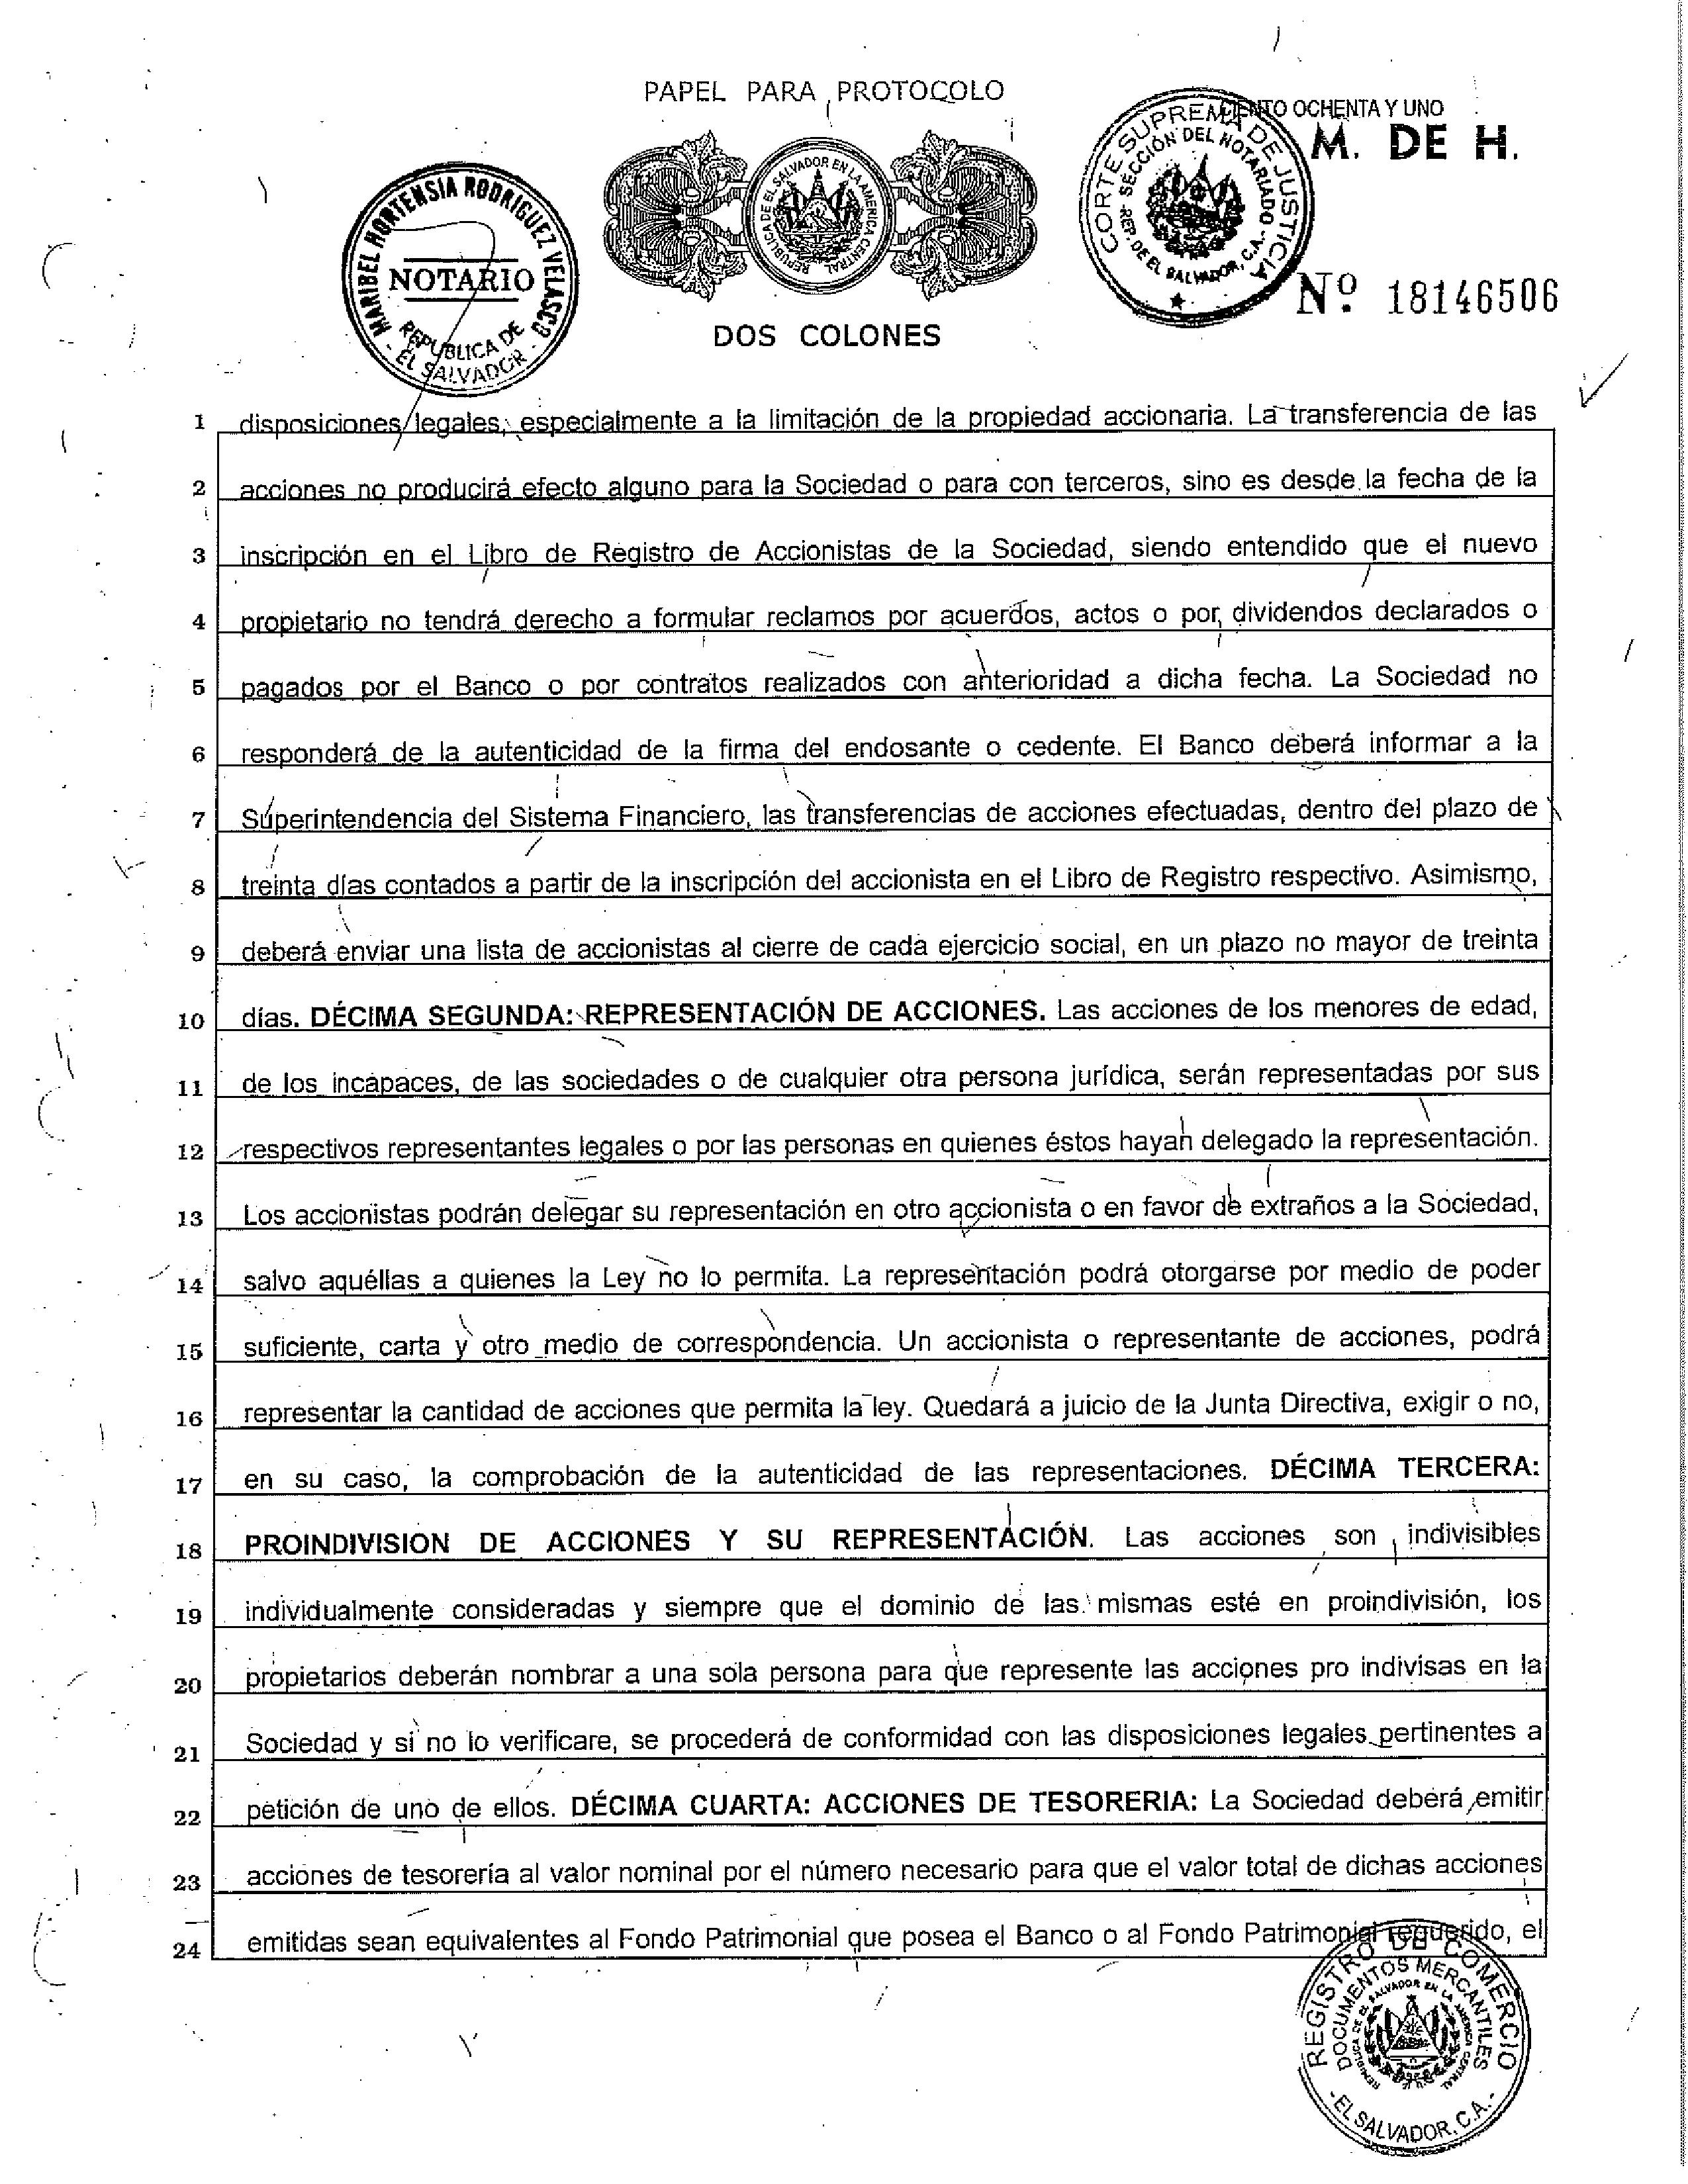 PAPEL PARA PROTOCOLO
CIENTO OCHENTA Y UNO
M. DE H.
CORTE SUPREMA DE JUSTICIA
SECCIÓN DEL NOTARIADO
REP. DE EL SALVADOR, C.A.
MARIBEL HORTENSIA RODRIGUEZ VELASCO
NOTARIO
REPUBLICA DE
EL SALVADOR
REPUBLICA DE EL SALVADOR EN LA AMERICA CENTRAL
Nº 18146506
DOS COLONES
1 disposiciones legales, especialmente a la limitación de la propiedad accionaria. La transferencia de las
2 acciones no producirá efecto alguno para la Sociedad o para con terceros, sino es desde la fecha de la
3 inscripción en el Libro de Registro de Accionistas de la Sociedad, siendo entendido que el nuevo
4 propietario no tendrá derecho a formular reclamos por acuerdos, actos o por dividendos declarados o
5 pagados por el Banco o por contratos realizados con anterioridad a dicha fecha. La Sociedad no
6 responderá de la autenticidad de la firma del endosante o cedente. El Banco deberá informar a la
7 Superintendencia del Sistema Financiero, las transferencias de acciones efectuadas, dentro del plazo de
8 treinta días contados a partir de la inscripción del accionista en el Libro de Registro respectivo. Asimismo,
9 deberá enviar una lista de accionistas al cierre de cada ejercicio social, en un plazo no mayor de treinta
10 días. DÉCIMA SEGUNDA: REPRESENTACIÓN DE ACCIONES. Las acciones de los menores de edad,
11 de los incapaces, de las sociedades o de cualquier otra persona jurídica, serán representadas por sus
12 respectivos representantes legales o por las personas en quienes éstos hayan delegado la representación.
13 Los accionistas podrán delegar su representación en otro accionista o en favor de extraños a la Sociedad,
14 salvo aquéllas a quienes la Ley no lo permita. La representación podrá otorgarse por medio de poder
15 suficiente, carta y otro medio de correspondencia. Un accionista o representante de acciones, podrá
16 representar la cantidad de acciones que permita la ley. Quedará a juicio de la Junta Directiva, exigir o no,
17 en su caso, la comprobación de la autenticidad de las representaciones. DÉCIMA TERCERA:
18 PROINDIVISION DE ACCIONES Y SU REPRESENTACIÓN. Las acciones son indivisibles
19 individualmente consideradas y siempre que el dominio de las mismas esté en proindivisión, los
20 propietarios deberán nombrar a una sola persona para que represente las acciones pro indivisas en la
21 Sociedad y si no lo verificare, se procederá de conformidad con las disposiciones legales pertinentes a
22 petición de uno de ellos. DÉCIMA CUARTA: ACCIONES DE TESORERIA: La Sociedad deberá emitir
23 acciones de tesorería al valor nominal por el número necesario para que el valor total de dichas acciones
24 emitidas sean equivalentes al Fondo Patrimonial que posea el Banco o al Fondo Patrimonial requerido, el
REGISTRO DE COMERCIO
DOCUMENTOS MERCANTILES
REPUBLICA DE EL SALVADOR EN LA AMERICA CENTRAL
EL SALVADOR, C.A.